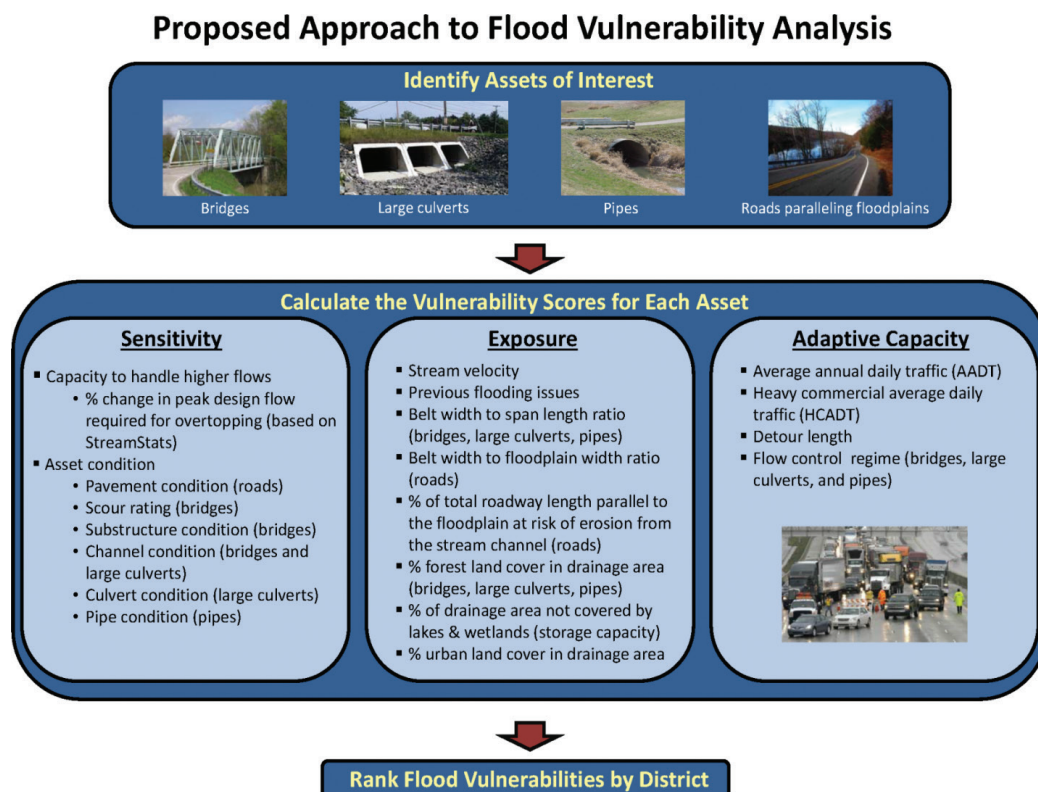 Proposed Approach to Flood Vulnerability Analysis
Identify Assets of Interest
Bridges
Large culverts
Pipes
Roads paralleling floodplains
Calculate the Vulnerability Scores for Each Asset
Sensitivity
▪ Capacity to handle higher flows
• % change in peak design flow
required for overtopping (based on
StreamStats)
▪ Asset condition
• Pavement condition (roads)
• Scour rating (bridges)
• Substructure condition (bridges)
• Channel condition (bridges and
large culverts)
• Culvert condition (large culverts)
• Pipe condition (pipes)
Exposure
▪ Stream velocity
▪ Previous flooding issues
▪ Belt width to span length ratio
(bridges, large culverts, pipes)
▪ Belt width to floodplain width ratio
(roads)
▪ % of total roadway length parallel to
the floodplain at risk of erosion from
the stream channel (roads)
▪ % forest land cover in drainage area
(bridges, large culverts, pipes)
▪ % of drainage area not covered by
lakes & wetlands (storage capacity)
▪ % urban land cover in drainage area
Adaptive Capacity
▪ Average annual daily traffic (AADT)
▪ Heavy commercial average daily
traffic (HCADT)
▪ Detour length
▪ Flow control regime (bridges, large
culverts, and pipes)
Rank Flood Vulnerabilities by District